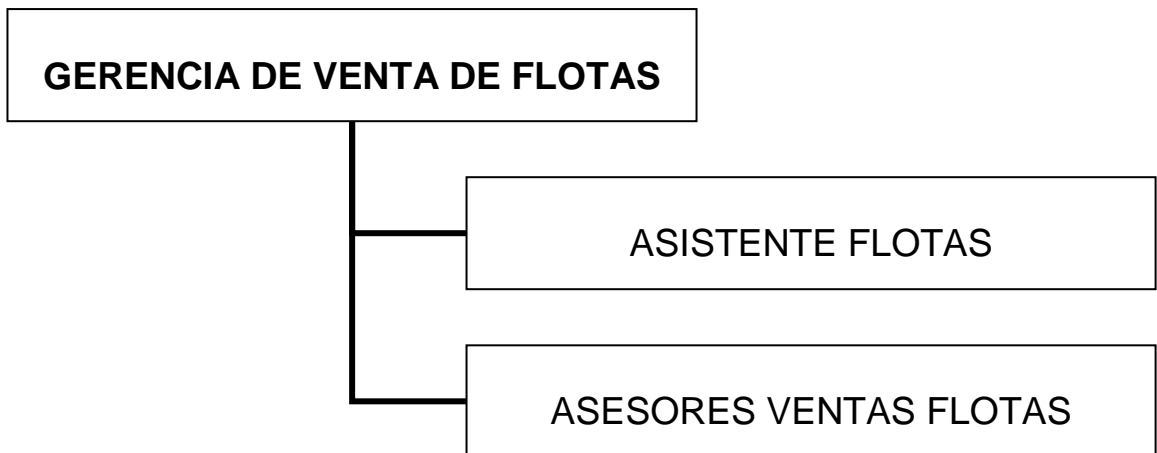 GERENCIA DE VENTA DE FLOTAS
ASISTENTE FLOTAS
ASESORES VENTAS FLOTAS